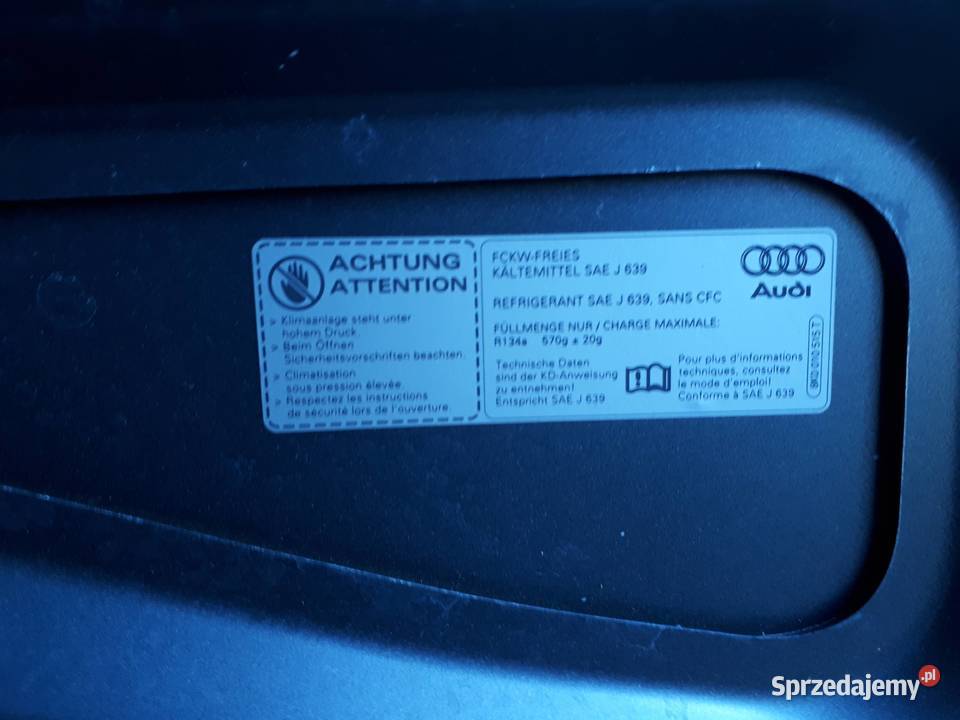 ACHTUNG
ATTENTION
> Klimaanlage steht unter
hohem Druck.
> Beim Öffnen
Sicherheitsvorschriften beachten.
> Climatisation
sous pression élevée.
> Respectez les instructions
de sécurité lors de l'ouverture.
FCKW-FREIES
KÄLTEMITTEL SAE J 639
REFRIGERANT SAE J 639, SANS CFC
FÜLLMENGE NUR / CHARGE MAXIMALE:
R134a 570g ± 20g
Technische Daten
sind der KD-Anweisung
zu entnehmen!
Entspricht SAE J 639
Pour plus d'informations
techniques, consultez
le mode d'emploi!
Conforme à SAE J 639
Audi
8K0 010 515 T
Sprzedajemy.pl